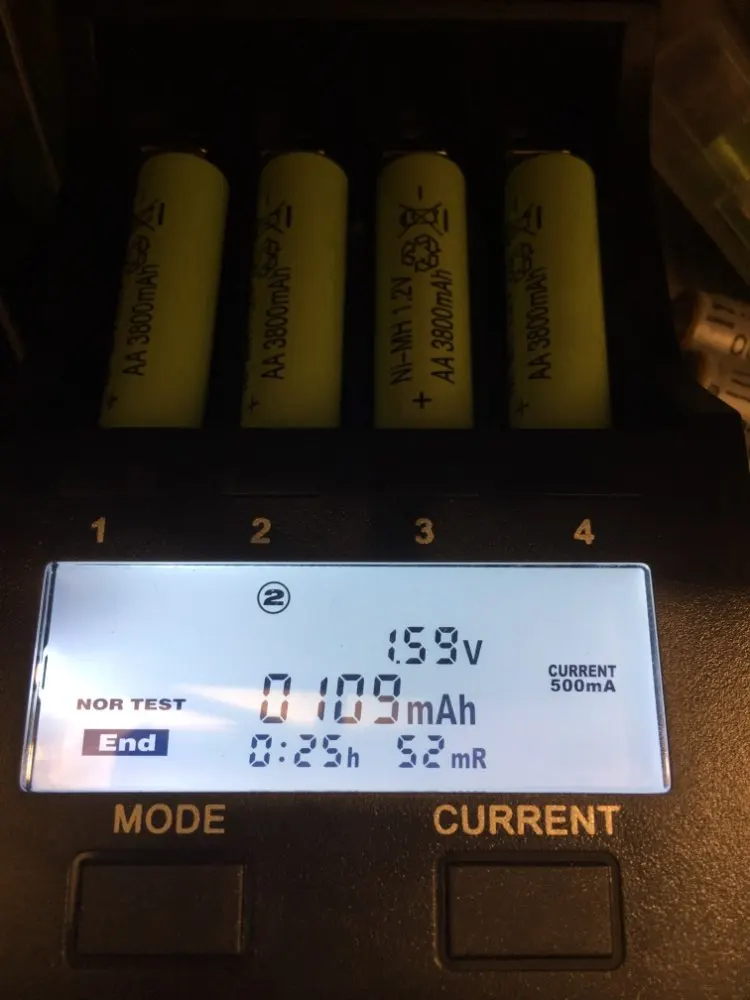 AA 3800mAh
+
AA 3800mAh
+
-
Ni-MH 1.2V
AA 3800mAh
+
-
AA 3800mAh
+
-
1
2
3
4
2
1.59V
CURRENT
500mA
NOR TEST
0109mAh
End
0:25h 52mR
MODE
CURRENT